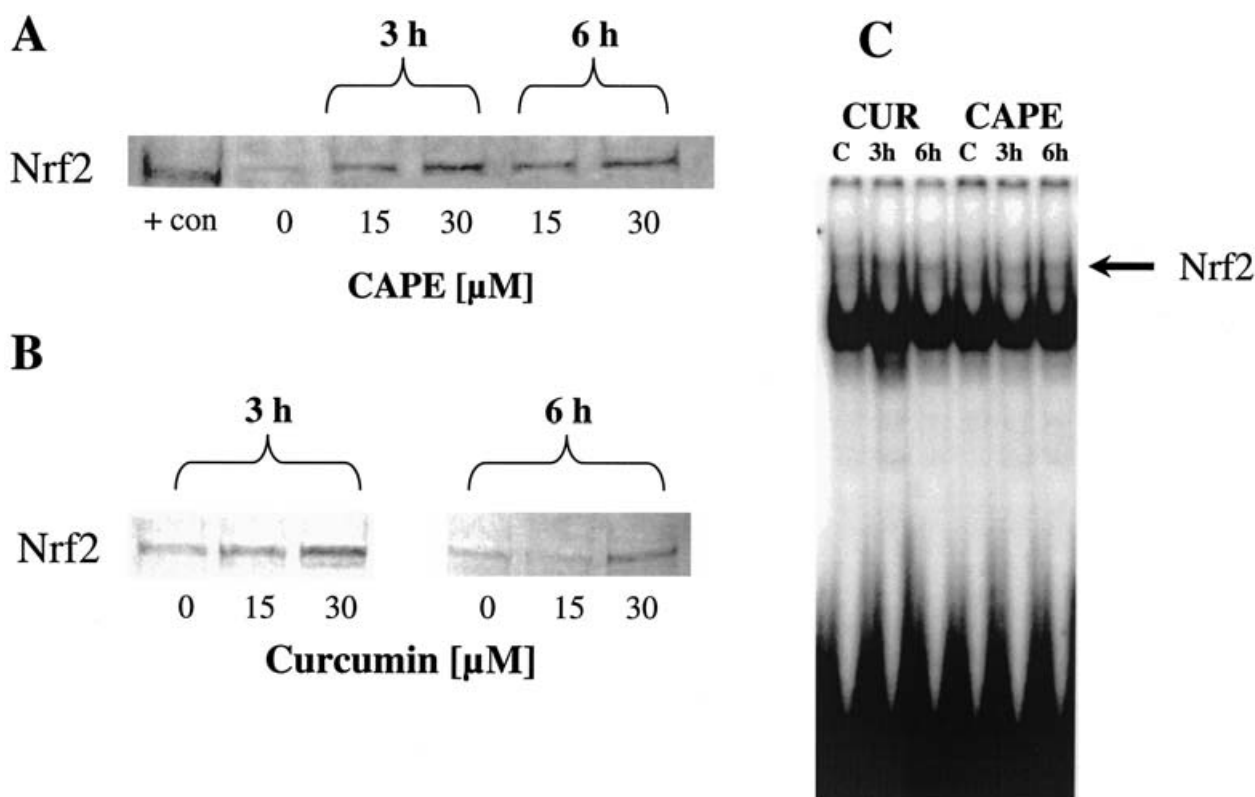 A
3 h 6 h
Nrf2
+ con 0 15 30 15 30
CAPE [µM]
B
3 h 6 h
Nrf2
0 15 30 0 15 30
Curcumin [µM]
C
CUR CAPE
C 3h 6h C 3h 6h
Nrf2